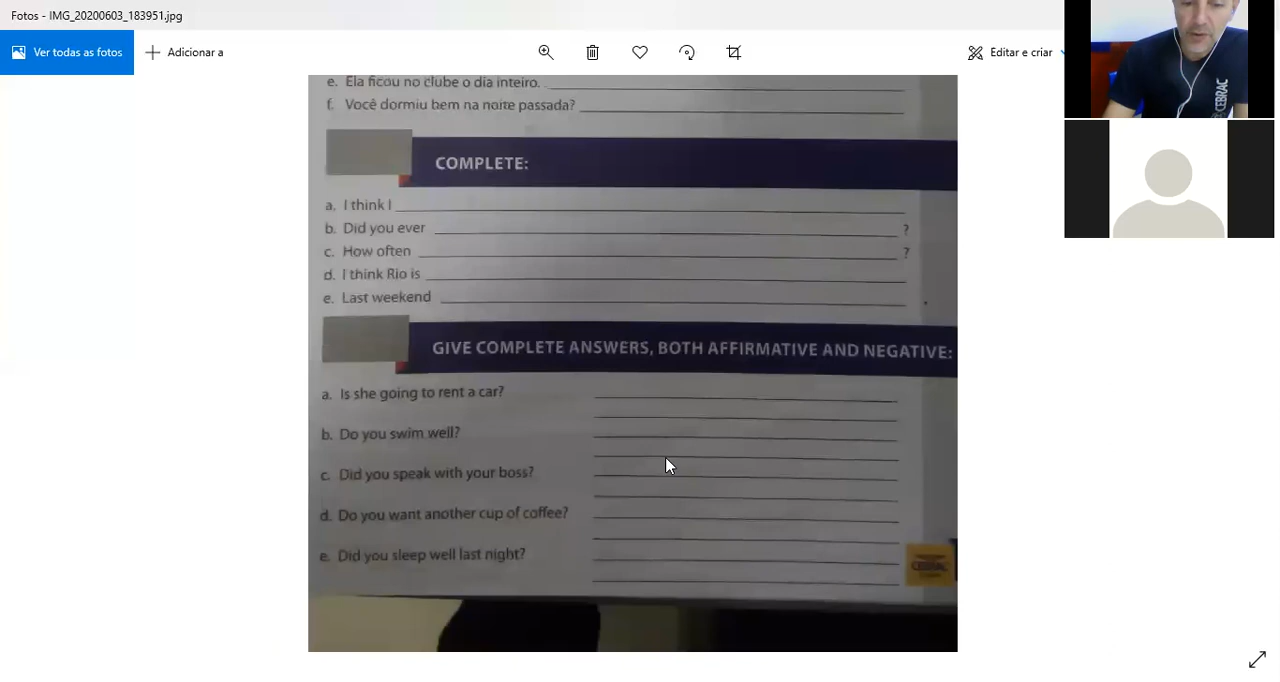 Fotos - IMG_20200603_183951.jpg
Ver todas as fotos
Adicionar a
Editar e criar
e. Ela ficou no clube o dia inteiro.
f. Você dormiu bem na noite passada?
COMPLETE:
a. I think I
b. Did you ever ?
c. How often ?
d. I think Rio is
e. Last weekend .
GIVE COMPLETE ANSWERS, BOTH AFFIRMATIVE AND NEGATIVE:
a. Is she going to rent a car?
b. Do you swim well?
c. Did you speak with your boss?
d. Do you want another cup of coffee?
e. Did you sleep well last night?
CEBRAC
CEBRAC